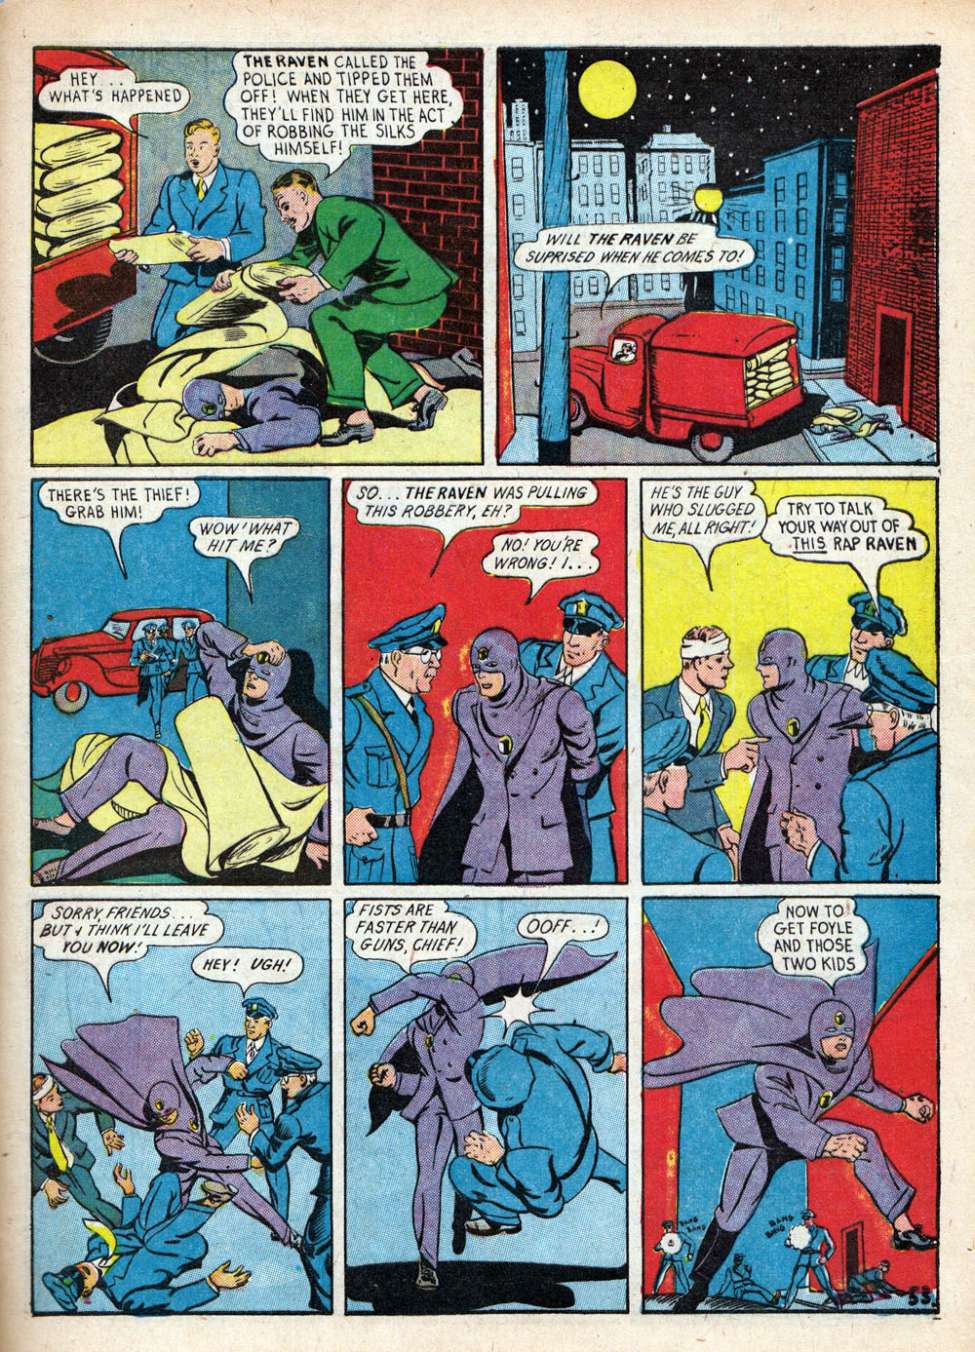 HEY . . .
WHAT'S HAPPENED
THE RAVEN CALLED THE
POLICE AND TIPPED THEM
OFF! WHEN THEY GET HERE,
THEY'LL FIND HIM IN THE ACT
OF ROBBING THE SILKS
HIMSELF!
WILL THE RAVEN BE
SUPRISED WHEN HE COMES TO!
THERE'S THE THIEF!
GRAB HIM!
WOW! WHAT
HIT ME?
SO... THE RAVEN WAS PULLING
THIS ROBBERY, EH?
NO! YOU'RE
WRONG! I...
HE'S THE GUY
WHO SLUGGED
ME, ALL RIGHT!
TRY TO TALK
YOUR WAY OUT OF
THIS RAP RAVEN
SORRY, FRIENDS...
BUT I THINK I'LL LEAVE
YOU NOW!
HEY! UGH!
FISTS ARE
FASTER THAN
GUNS, CHIEF!
OOFF..!
NOW TO
GET FOYLE
AND THOSE
TWO KIDS
BANG
BANG
BANG
BANG
53